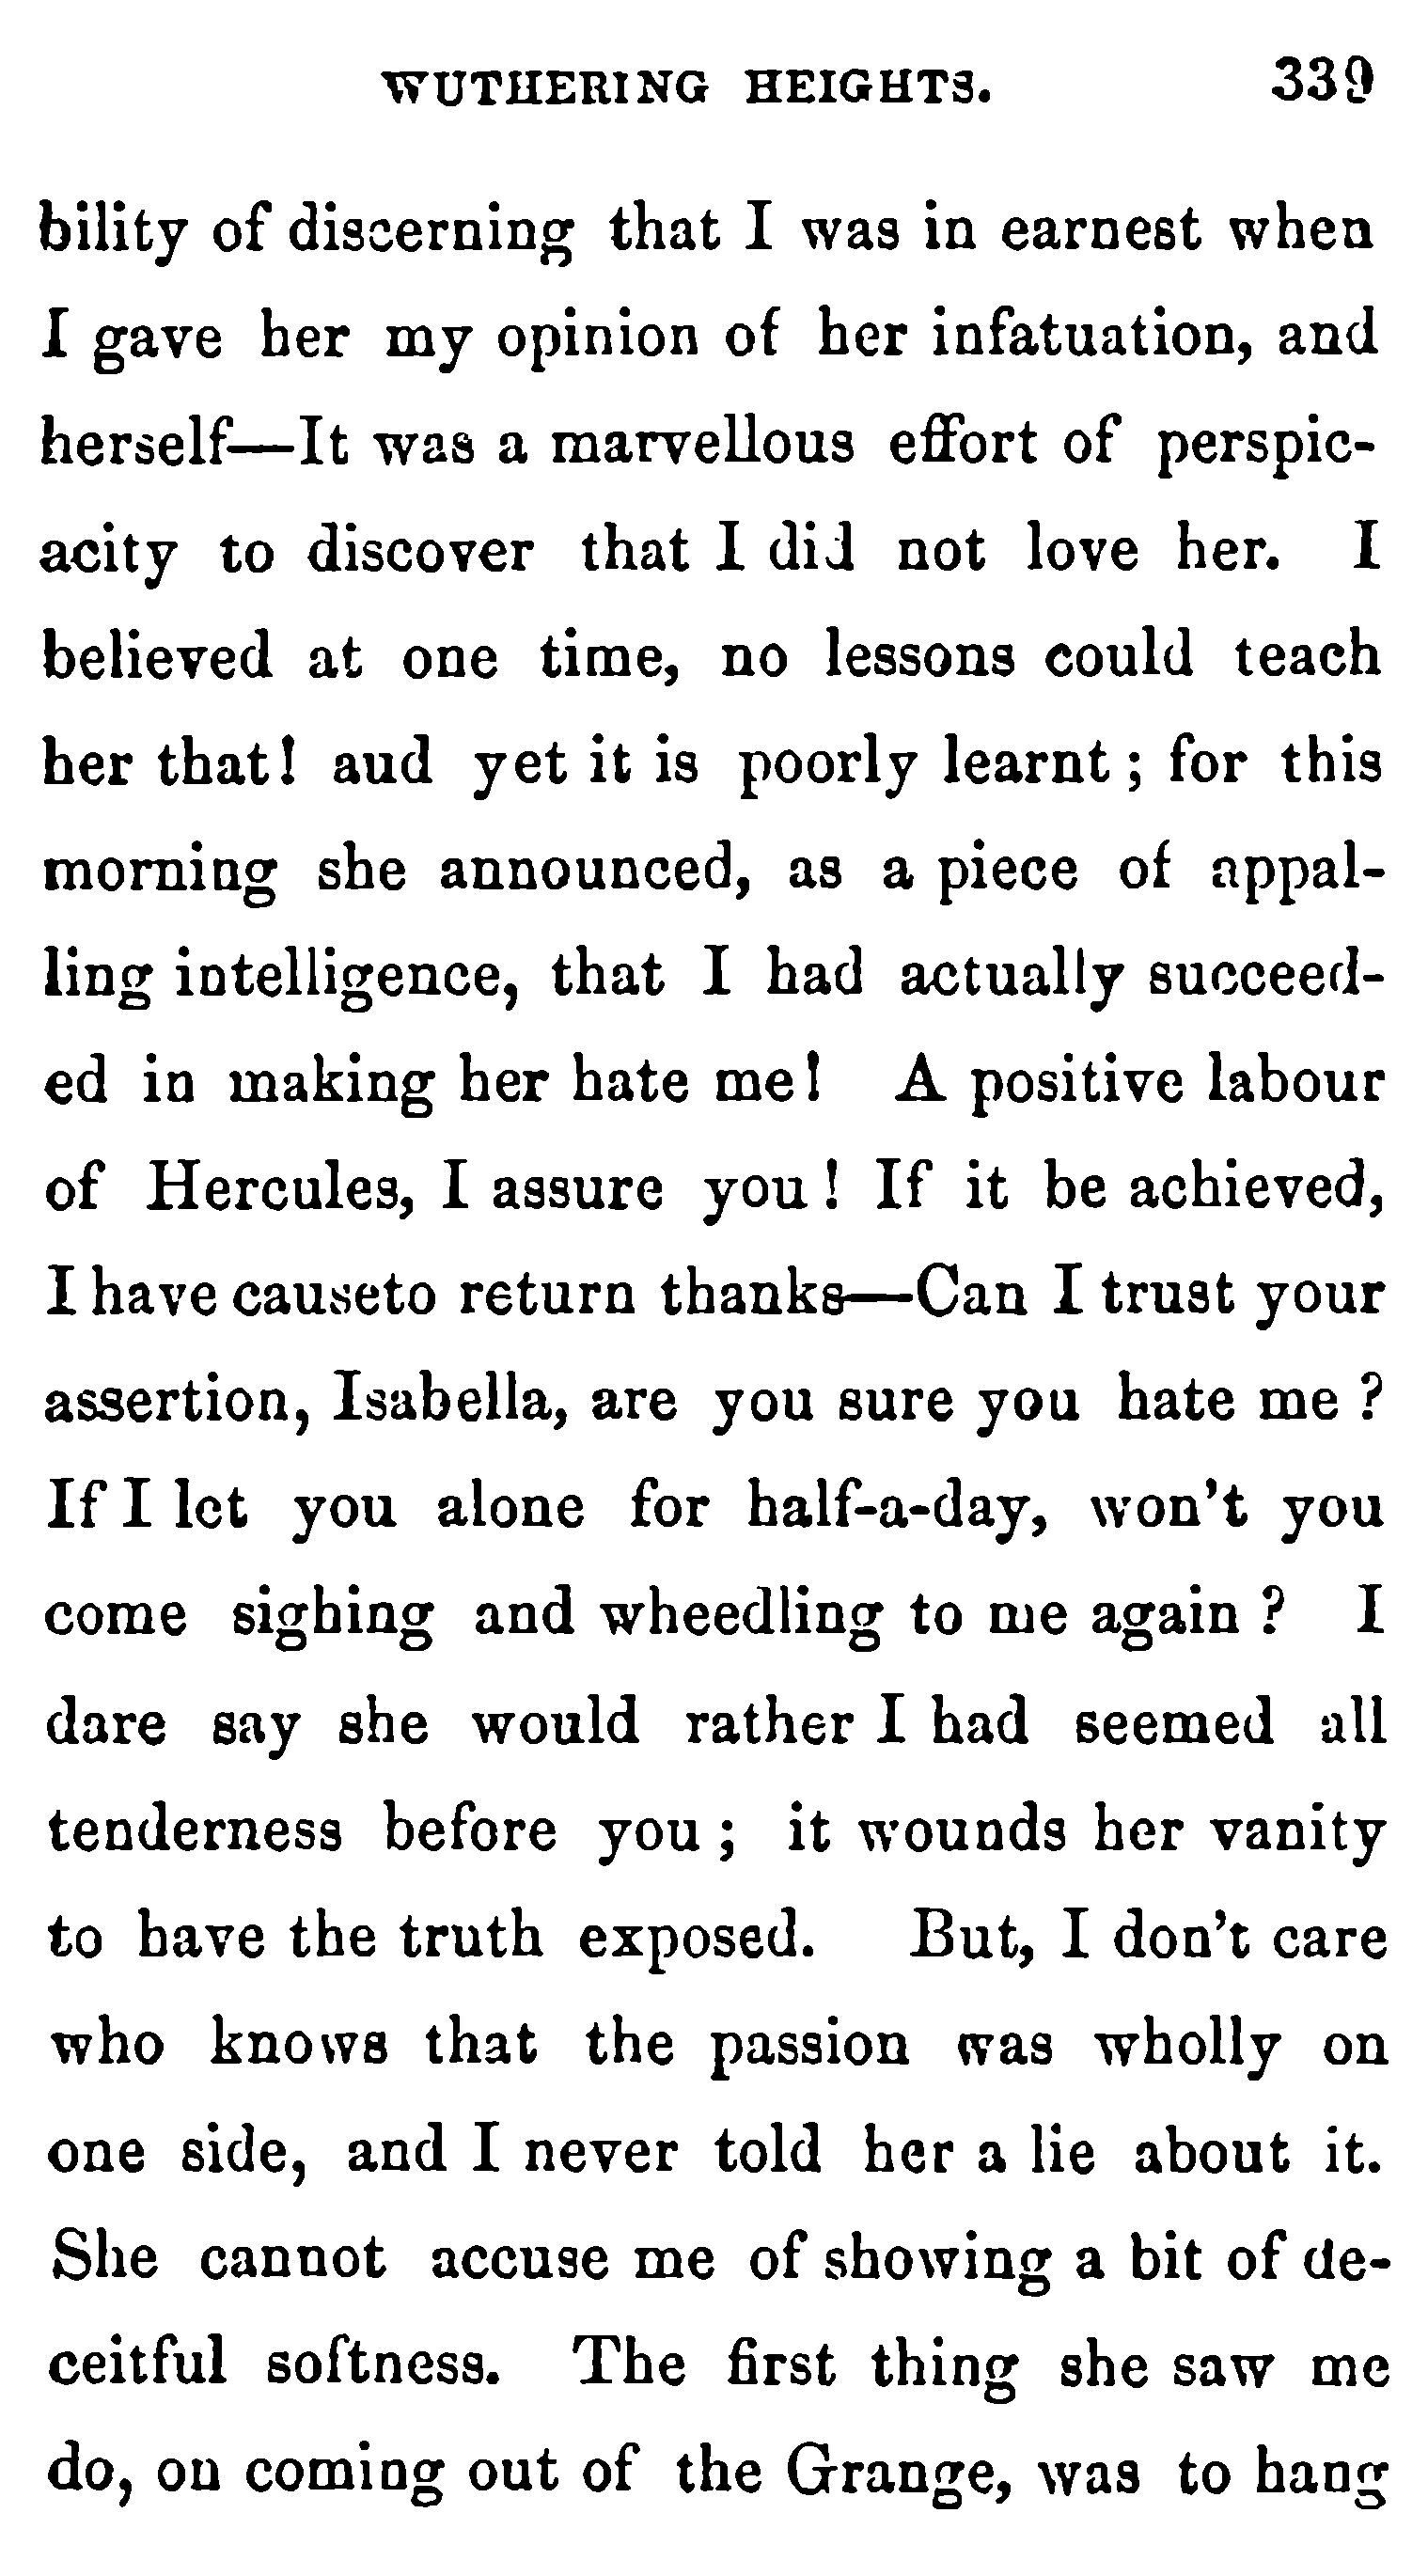 WUTHERING HEIGHTS. 339
bility of discerning that I was in earnest when
I gave her my opinion of her infatuation, and
herself—It was a marvellous effort of perspic-
acity to discover that I did not love her. I
believed at one time, no lessons could teach
her that! aud yet it is poorly learnt; for this
morning she announced, as a piece of appal-
ling intelligence, that I had actually succeed-
ed in making her hate me! A positive labour
of Hercules, I assure you! If it be achieved,
I have causeto return thanks—Can I trust your
assertion, Isabella, are you sure you hate me?
If I let you alone for half-a-day, won't you
come sighing and wheedling to me again? I
dare say she would rather I had seemed all
tenderness before you; it wounds her vanity
to have the truth exposed. But, I don't care
who knows that the passion was wholly on
one side, and I never told her a lie about it.
She cannot accuse me of showing a bit of de-
ceitful softness. The first thing she saw me
do, on coming out of the Grange, was to hang